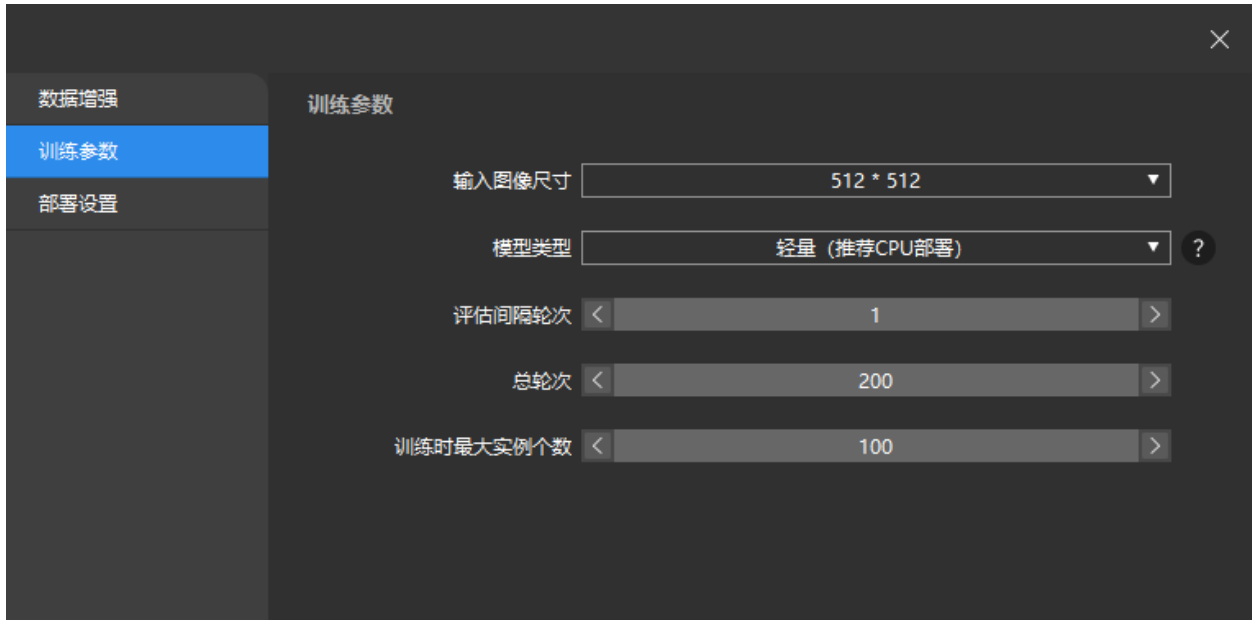 数据增强
训练参数
部署设置
训练参数
输入图像尺寸 512 * 512
模型类型 轻量（推荐CPU部署） ?
评估间隔轮次 1
总轮次 200
训练时最大实例个数 100